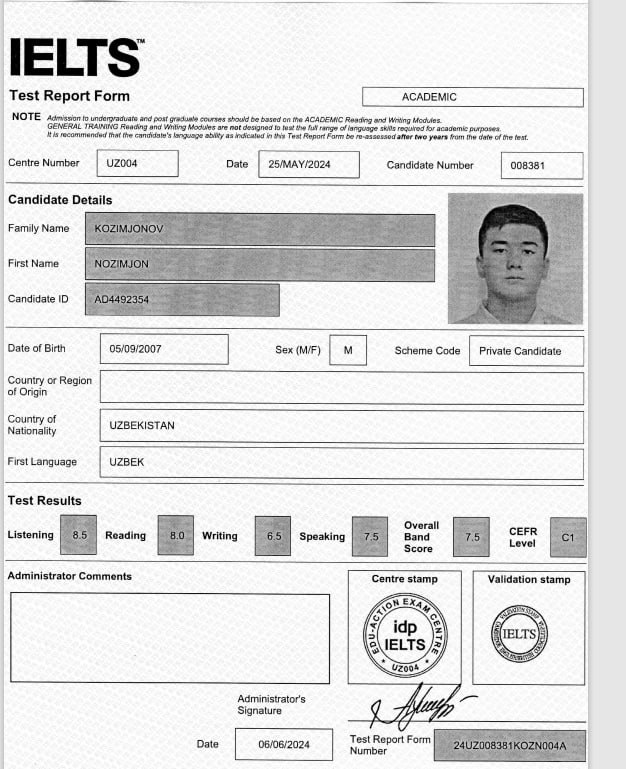 IELTS™
Test Report Form
ACADEMIC
NOTE Admission to undergraduate and post graduate courses should be based on the ACADEMIC Reading and Writing Modules.
GENERAL TRAINING Reading and Writing Modules are not designed to test the full range of language skills required for academic purposes.
It is recommended that the candidate's language ability as indicated in this Test Report Form be re-assessed after two years from the date of the test.
Centre Number UZ004 Date 25/MAY/2024 Candidate Number 008381
Candidate Details
Family Name KOZIMJONOV
First Name NOZIMJON
Candidate ID AD4492354
Date of Birth 05/09/2007 Sex (M/F) M Scheme Code Private Candidate
Country or Region
of Origin
Country of
Nationality UZBEKISTAN
First Language UZBEK
Test Results
Listening 8.5 Reading 8.0 Writing 6.5 Speaking 7.5 Overall Band Score 7.5 CEFR Level C1
Administrator Comments
Centre stamp
EDU-ACTION EXAM CENTRE
idp
IELTS
UZ004
Validation stamp
IELTS
Administrator's
Signature
Date 06/06/2024
Test Report Form
Number 24UZ008381KOZN004A